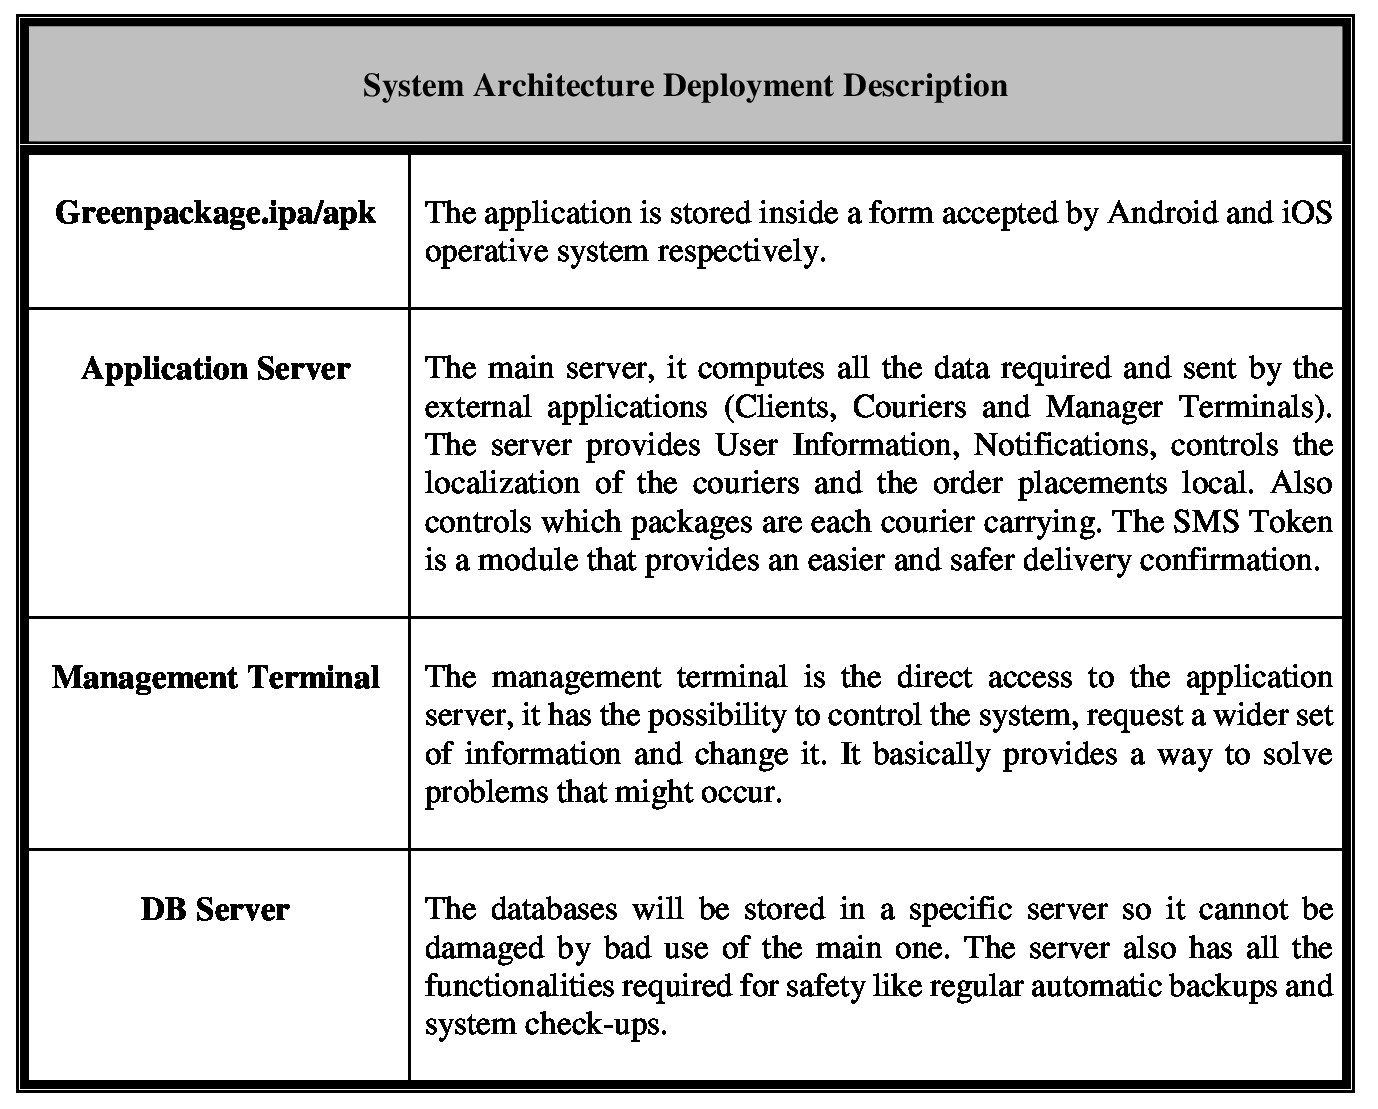 System Architecture Deployment Description
Greenpackage.ipa/apk
The application is stored inside a form accepted by Android and iOS
operative system respectively.
Application Server
The main server, it computes all the data required and sent by the
external applications (Clients, Couriers and Manager Terminals).
The server provides User Information, Notifications, controls the
localization of the couriers and the order placements local. Also
controls which packages are each courier carrying. The SMS Token
is a module that provides an easier and safer delivery confirmation.
Management Terminal
The management terminal is the direct access to the application
server, it has the possibility to control the system, request a wider set
of information and change it. It basically provides a way to solve
problems that might occur.
DB Server
The databases will be stored in a specific server so it cannot be
damaged by bad use of the main one. The server also has all the
functionalities required for safety like regular automatic backups and
system check-ups.